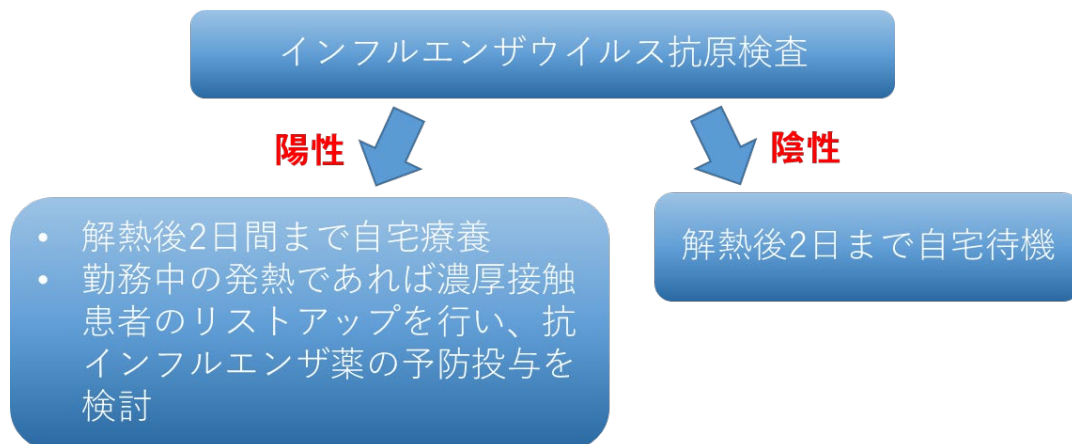 インフルエンザウイルス抗原検査
陽性
陰性
• 解熱後2日間まで自宅療養
• 勤務中の発熱であれば濃厚接触
患者のリストアップを行い、抗
インフルエンザ薬の予防投与を
検討
解熱後2日まで自宅待機